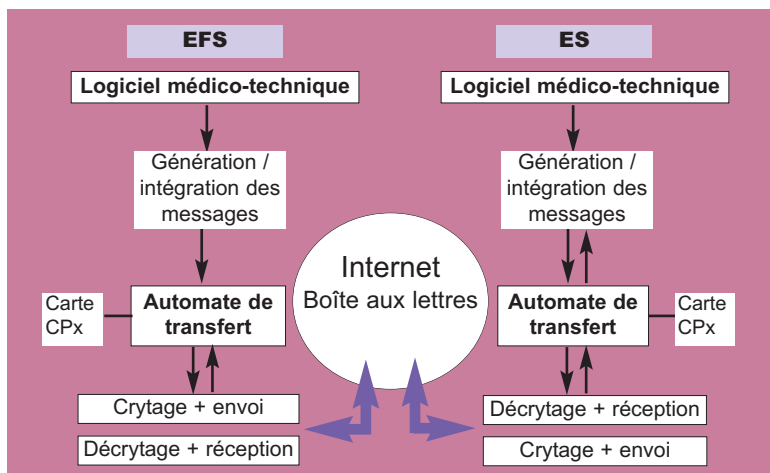 EFS
Logiciel médico-technique
Génération /
intégration des
messages
Carte
CPx
Automate de
transfert
Crytage + envoi
Décrytage + réception
Internet
Boîte aux lettres
ES
Logiciel médico-technique
Génération /
intégration des
messages
Automate de
transfert
Carte
CPx
Décrytage + réception
Crytage + envoi